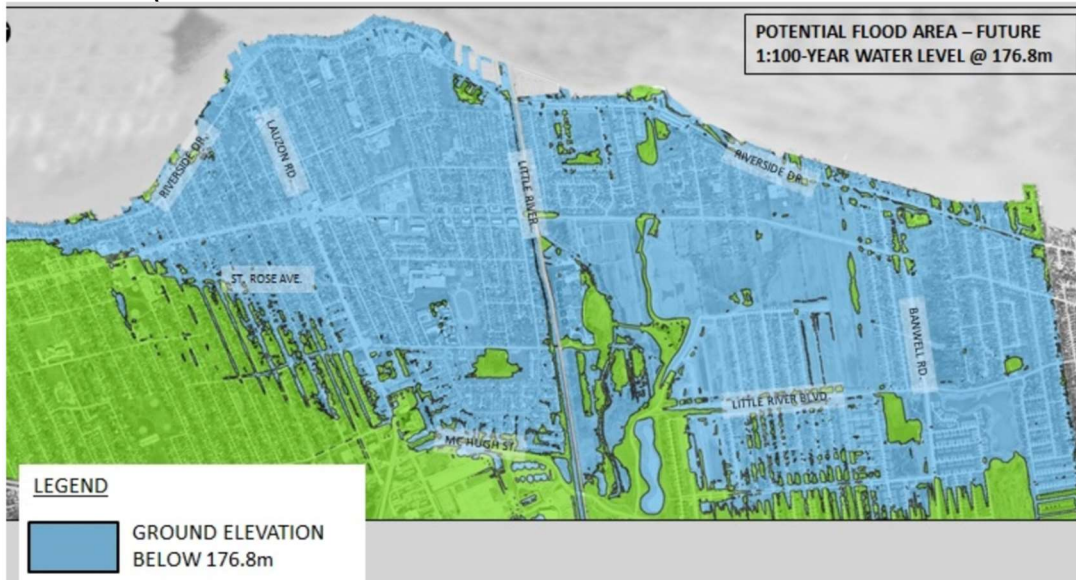 POTENTIAL FLOOD AREA – FUTURE
1:100-YEAR WATER LEVEL @ 176.8m
RIVERSIDE DR.
LAUZON RD.
LITTLE RIVER
RIVERSIDE DR.
ST. ROSE AVE.
BANWELL RD.
LITTLE RIVER BLVD.
MC HUGH ST.
LEGEND
GROUND ELEVATION
BELOW 176.8m